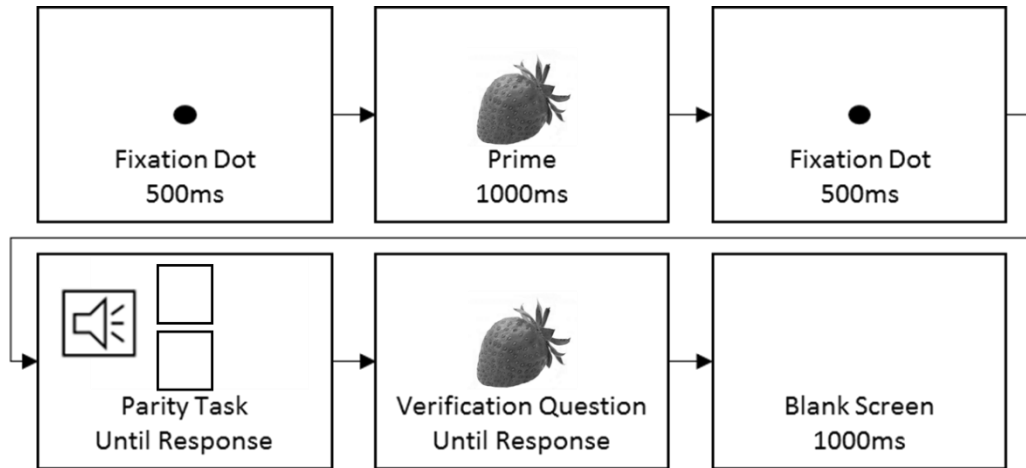 Fixation Dot
500ms
Prime
1000ms
Fixation Dot
500ms
Parity Task
Until Response
Verification Question
Until Response
Blank Screen
1000ms